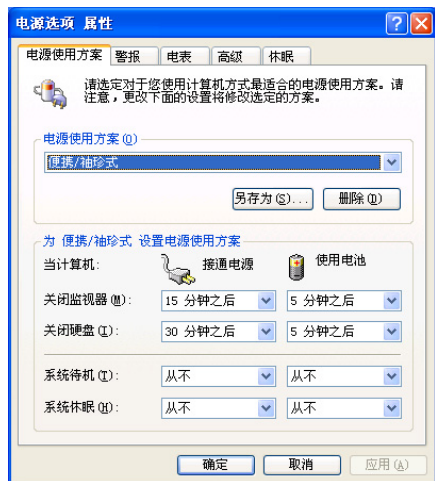 电源选项 属性
电源使用方案 警报 电表 高级 休眠
请选定对于您使用计算机方式最适合的电源使用方案。请
注意，更改下面的设置将修改选定的方案。
电源使用方案(O)
便携/袖珍式
另存为(S)... 删除(D)
为 便携/袖珍式 设置电源使用方案
当计算机: 接通电源 使用电池
关闭监视器(M): 15 分钟之后 5 分钟之后
关闭硬盘(I): 30 分钟之后 5 分钟之后
系统待机(T): 从不 从不
系统休眠(H): 从不 从不
确定 取消 应用(A)